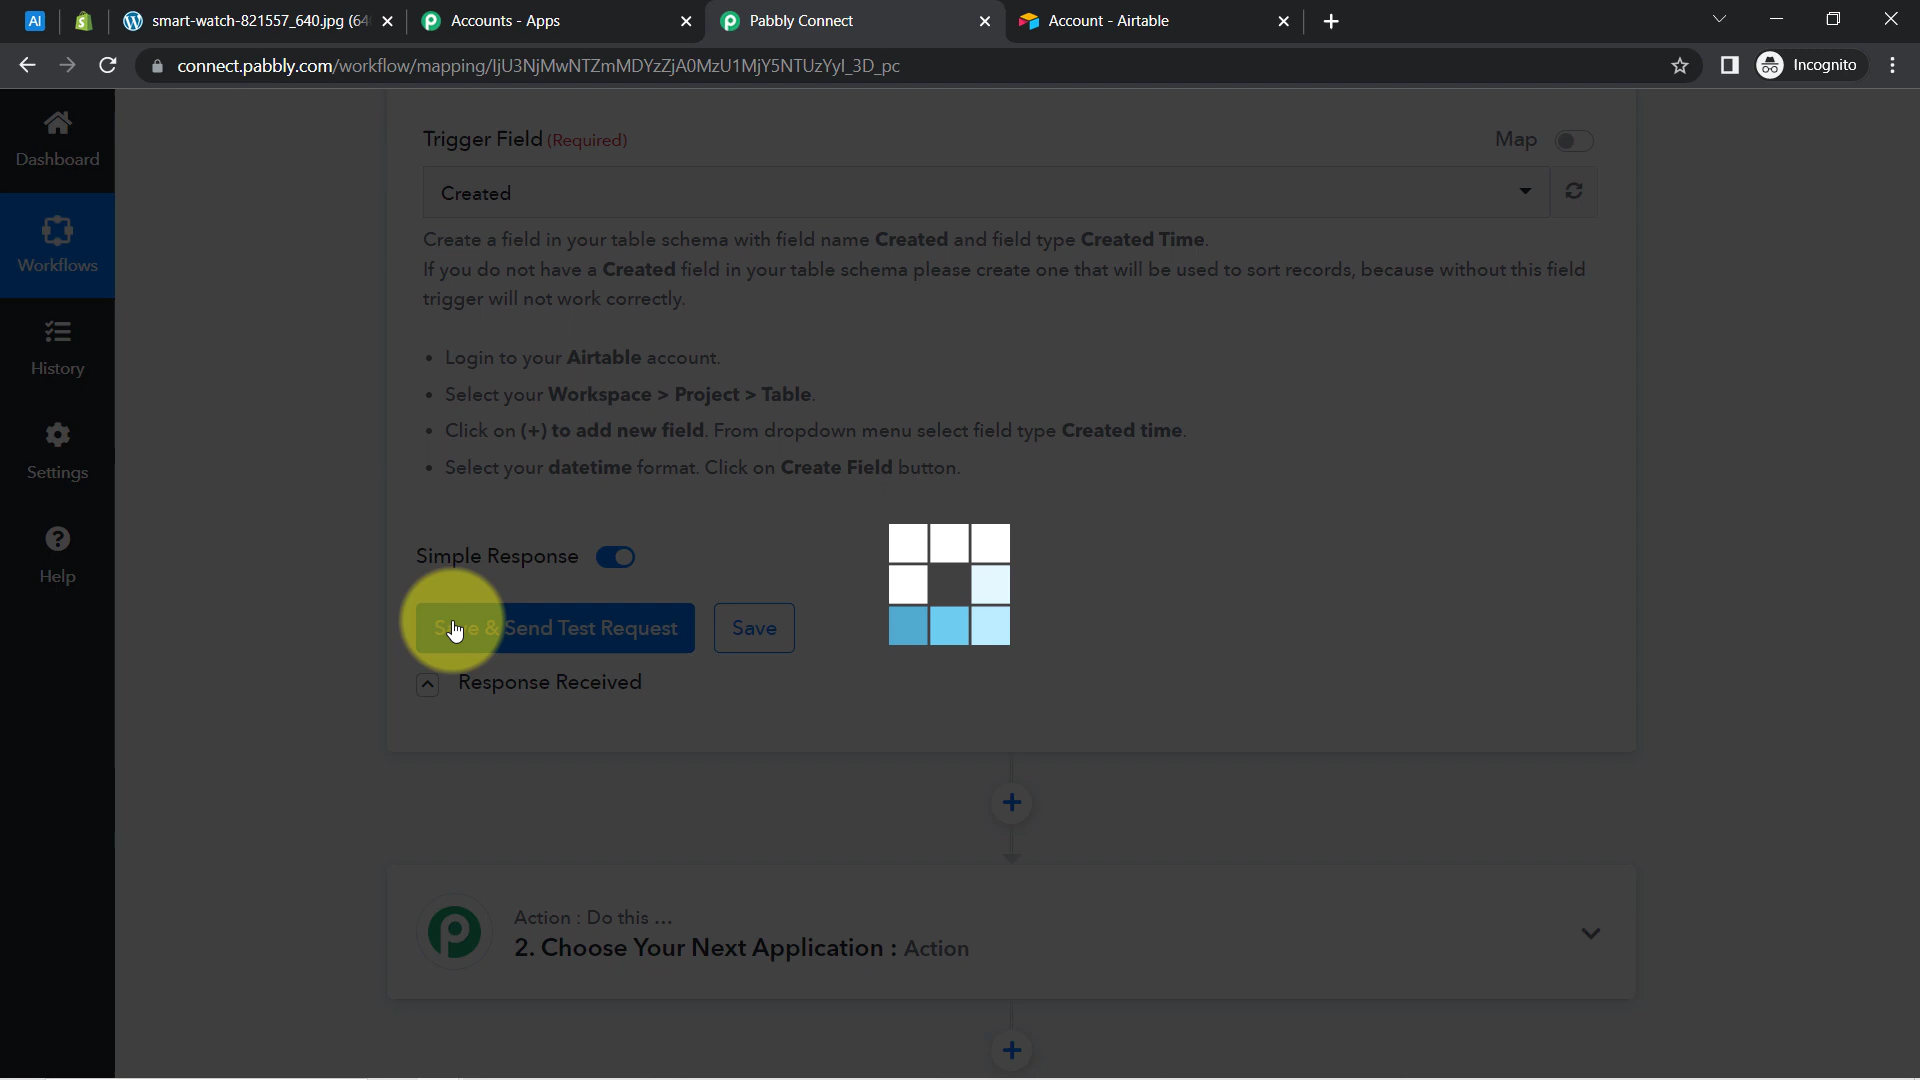 AI
smart-watch-821557_640.jpg (64
Accounts - Apps
Pabbly Connect
Account - Airtable
connect.pabbly.com/workflow/mapping/IjU3NjMwNTZmMDYzZjA0MzU1MjY5NTUzYyI_3D_pc
Incognito
Dashboard
Workflows
History
Settings
Help
Trigger Field (Required)
Map
Created
Create a field in your table schema with field name Created and field type Created Time.
If you do not have a Created field in your table schema please create one that will be used to sort records, because without this field
trigger will not work correctly.
• Login to your Airtable account.
• Select your Workspace > Project > Table.
• Click on (+) to add new field. From dropdown menu select field type Created time.
• Select your datetime format. Click on Create Field button.
Simple Response
Save & Send Test Request
Save
Response Received
Action : Do this ...
2. Choose Your Next Application : Action